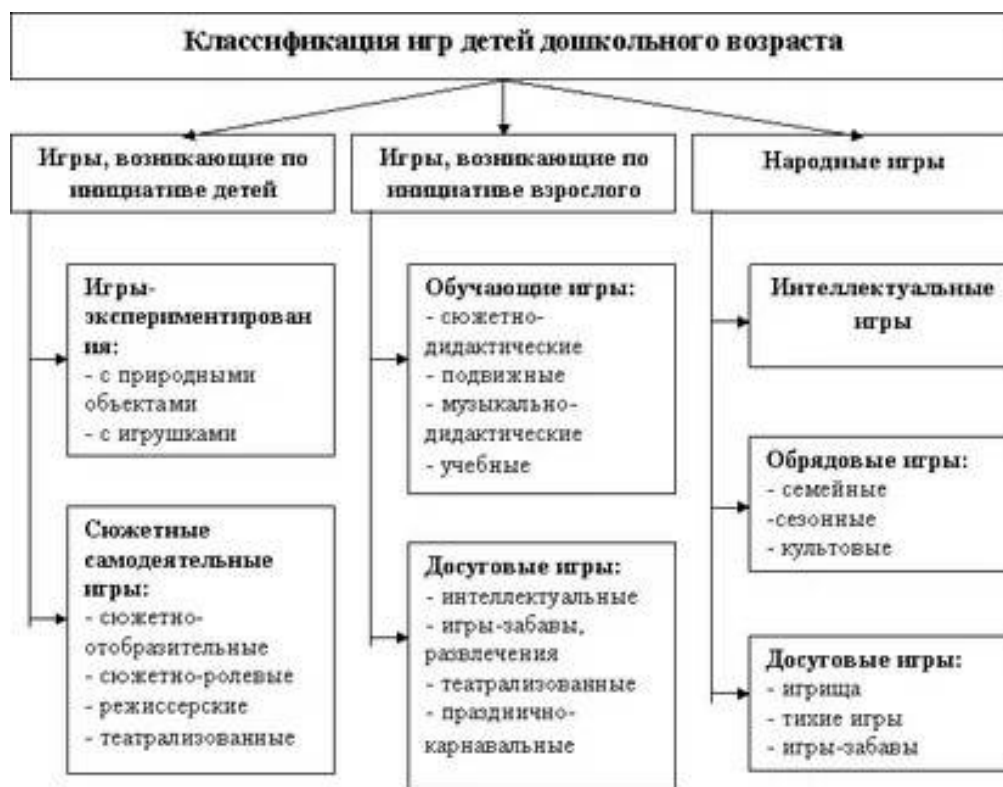 Классификация игр детей дошкольного возраста
Игры, возникающие по
инициативе детей
Игры-
экспериментирован
ия:
- с природными
объектами
- с игрушками
Сюжетные
самодеятельные
игры:
- сюжетно-
отобразительные
- сюжетно-ролевые
- режиссерские
- театрализованные
Игры, возникающие по
инициативе взрослого
Обучающие игры:
- сюжетно-
дидактические
- подвижные
- музыкально-
дидактические
- учебные
Досуговые игры:
- интеллектуальные
- игры-забавы,
развлечения
- театрализованные
- празднично-
карнавальные
Народные игры
Интеллектуальные
игры
Обрядовые игры:
- семейные
-сезонные
- культовые
Досуговые игры:
- игрища
- тихие игры
- игры-забавы